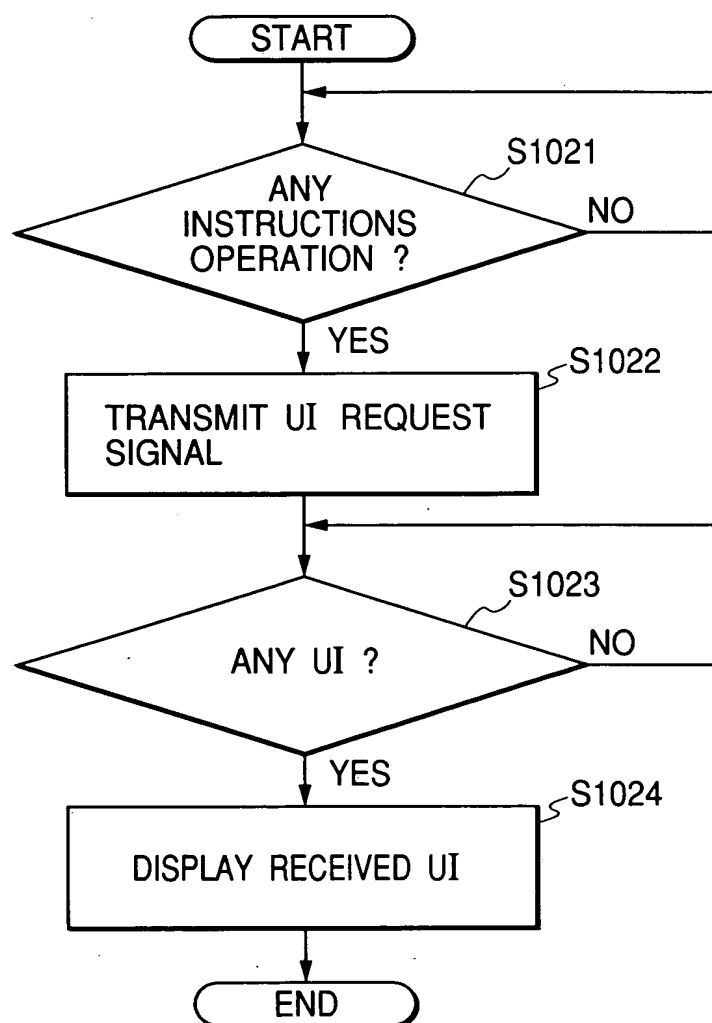 START
S1021
ANY
INSTRUCTIONS
OPERATION ?
NO
YES
S1022
TRANSMIT UI REQUEST
SIGNAL
S1023
ANY UI ?
NO
YES
S1024
DISPLAY RECEIVED UI
END